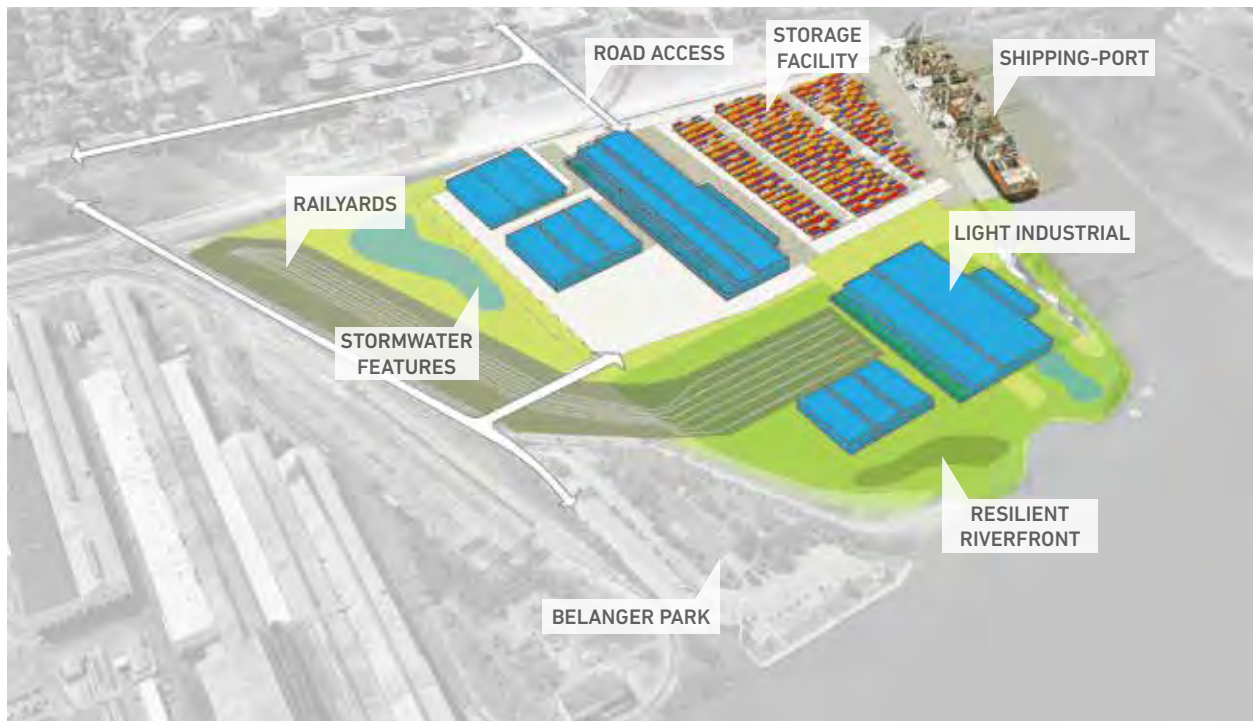 ROAD ACCESS
STORAGE
FACILITY
SHIPPING-PORT
RAILYARDS
LIGHT INDUSTRIAL
STORMWATER
FEATURES
RESILIENT
RIVERFRONT
BELANGER PARK